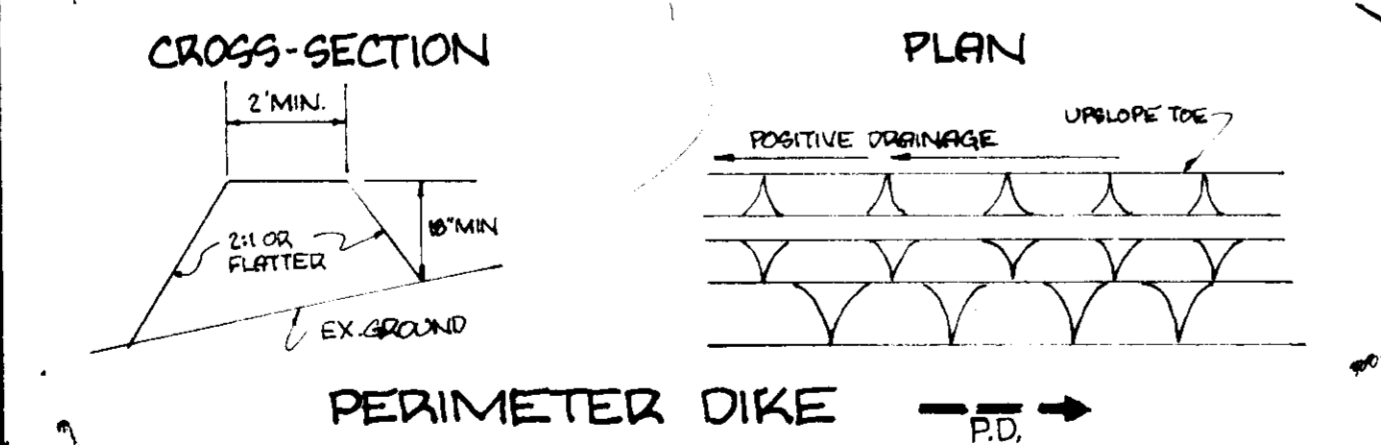 CROSS-SECTION
PLAN
2' MIN.
UPSLOPE TOE
POSITIVE DRAINAGE
18" MIN
2:1 OR
FLATTER
EX. GROUND
PERIMETER DIKE
P.D.